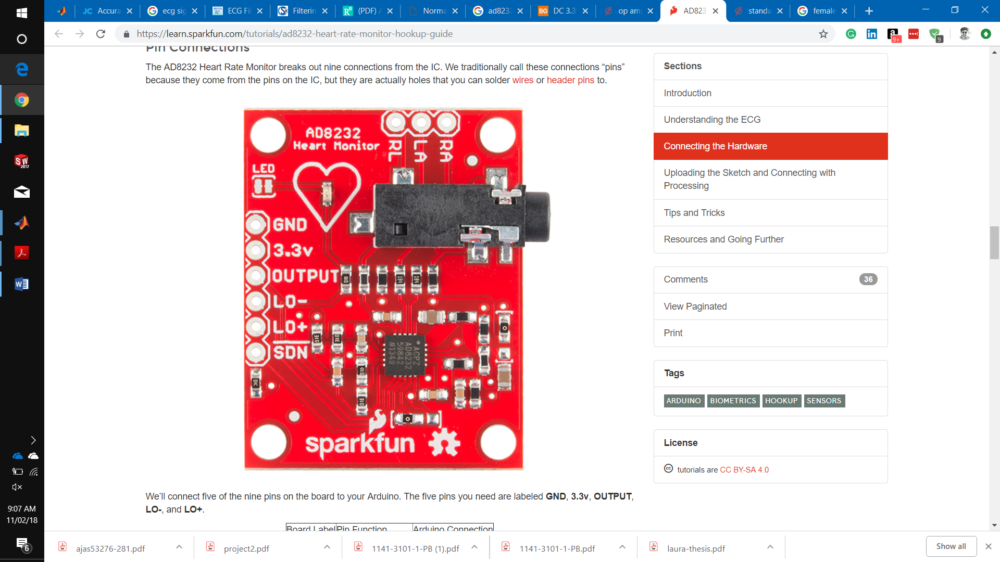 Accura
ecg sig
ECG Fil
Filterin
(PDF) A
Norma
ad8232
DC 3.3
op am
AD823
standa
female
https://learn.sparkfun.com/tutorials/ad8232-heart-rate-monitor-hookup-guide
9+
9
Pin Connections
The AD8232 Heart Rate Monitor breaks out nine connections from the IC. We traditionally call these connections “pins”
because they come from the pins on the IC, but they are actually holes that you can solder wires or header pins to.
AD8232
Heart Monitor
RL
LA
RA
LED
GND
3.3v
OUTPUT
LO-
LO+
SDN
ACPZ
AD8232
59842
#1349
sparkfun
We’ll connect five of the nine pins on the board to your Arduino. The five pins you need are labeled GND, 3.3v, OUTPUT,
LO-, and LO+.
Board Label Pin Function Arduino Connection
Sections
Introduction
Understanding the ECG
Connecting the Hardware
Uploading the Sketch and Connecting with
Processing
Tips and Tricks
Resources and Going Further
Comments 36
View Paginated
Print
Tags
ARDUINO BIOMETRICS HOOKUP SENSORS
License
cc tutorials are CC BY-SA 4.0
SW
2017
9:07 AM
11/02/18
6
ajas53276-281.pdf
project2.pdf
1141-3101-1-PB (1).pdf
1141-3101-1-PB.pdf
laura-thesis.pdf
Show all